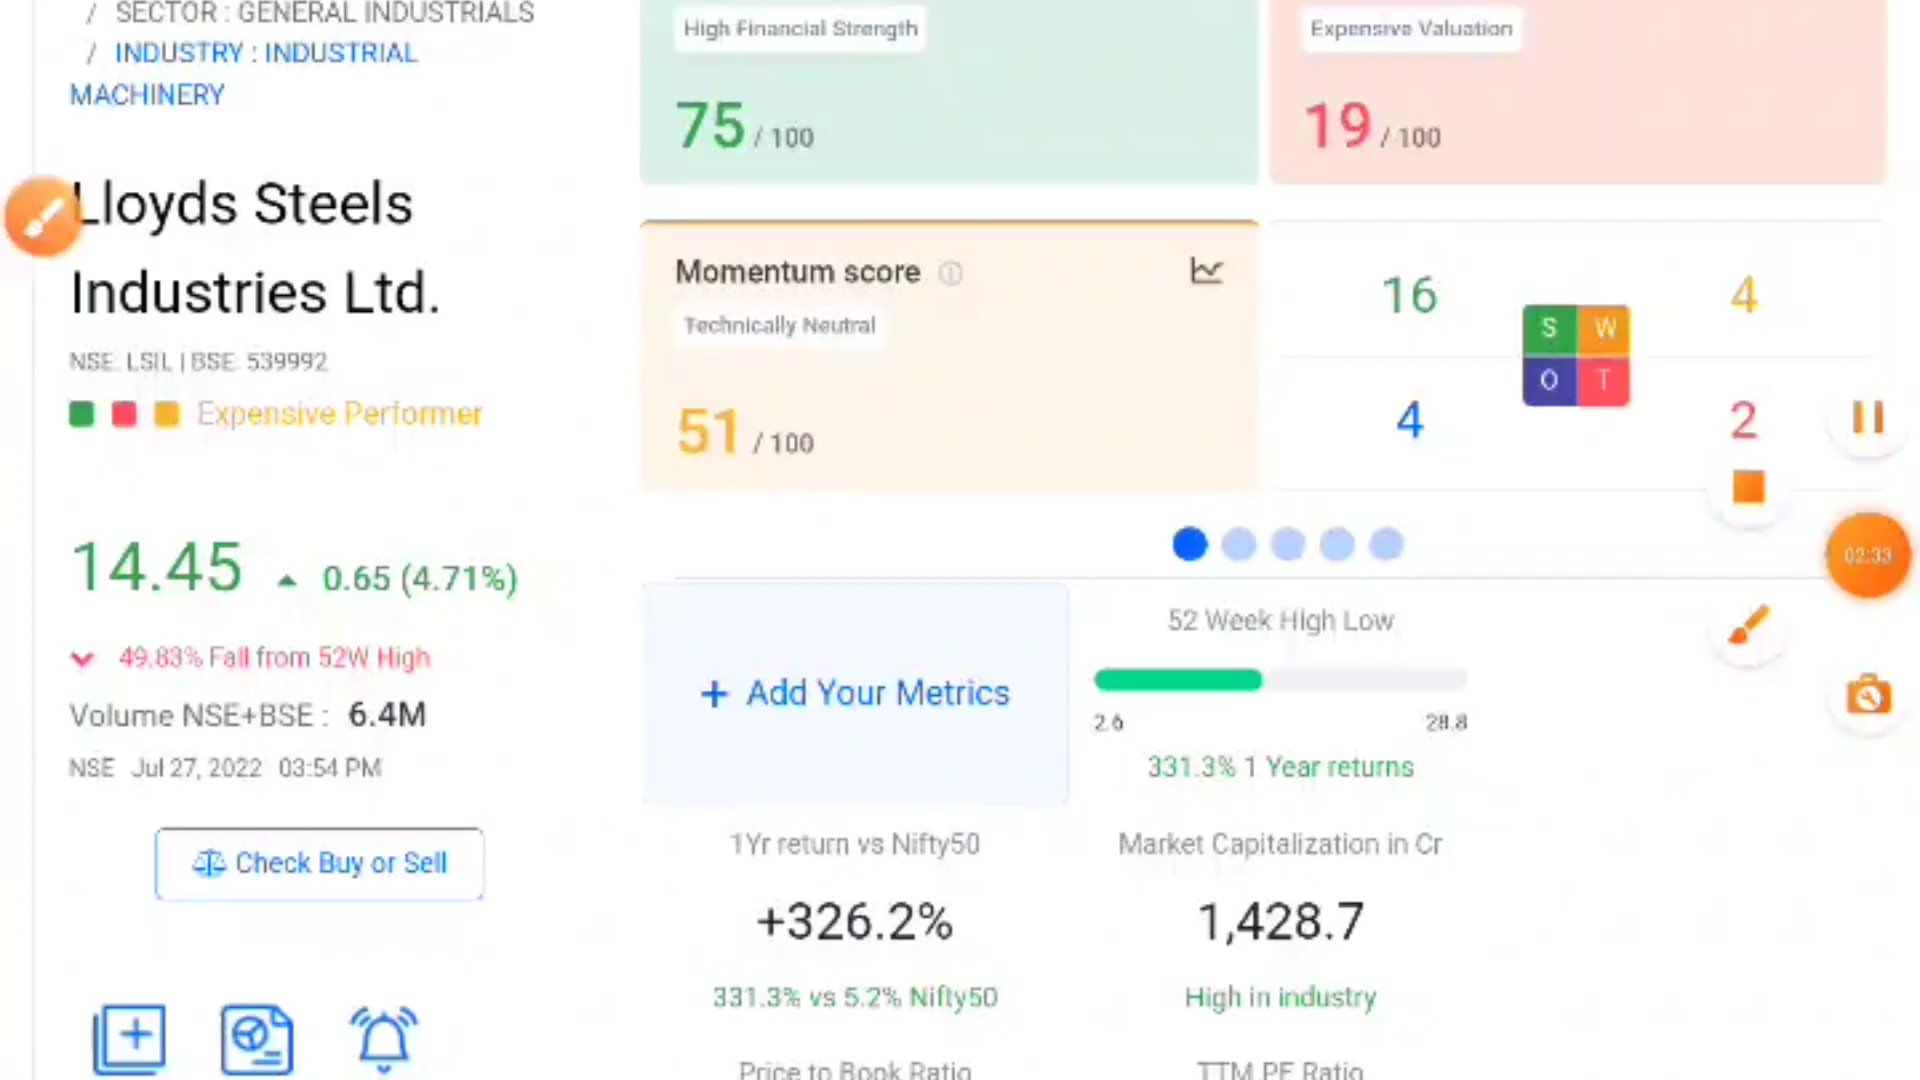 / SECTOR : GENERAL INDUSTRIALS
/ INDUSTRY : INDUSTRIAL
MACHINERY
Lloyds Steels
Industries Ltd.
NSE: LSIL | BSE: 539992
Expensive Performer
14.45 0.65 (4.71%)
49.83% Fall from 52W High
Volume NSE+BSE : 6.4M
NSE Jul 27, 2022 03:54 PM
Check Buy or Sell
High Financial Strength
75 / 100
Expensive Valuation
19 / 100
Momentum score
Technically Neutral
51 / 100
16 4
S W
O T
4 2
02:33
+ Add Your Metrics
52 Week High Low
2.6 28.8
331.3% 1 Year returns
1Yr return vs Nifty50
+326.2%
331.3% vs 5.2% Nifty50
Market Capitalization in Cr
1,428.7
High in industry
Price to Book Ratio
TTM PE Ratio